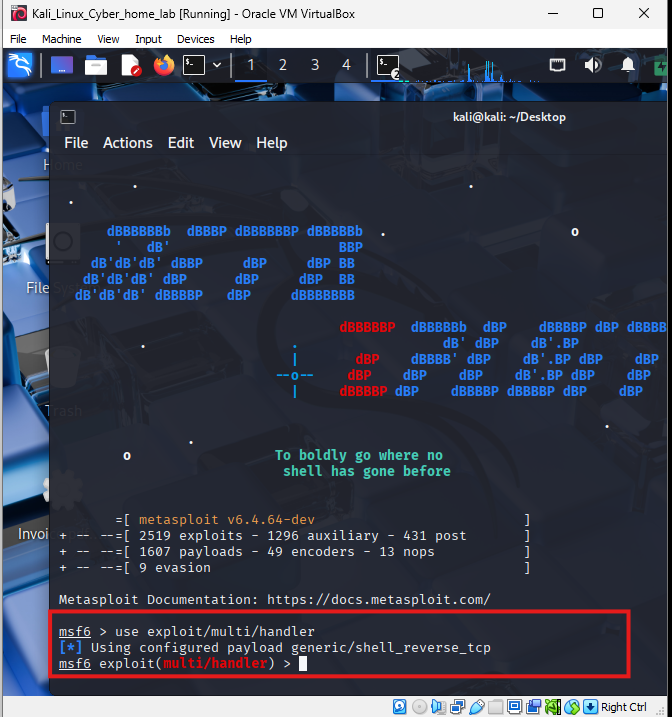 Kali_Linux_Cyber_home_lab [Running] - Oracle VM VirtualBox
File Machine View Input Devices Help
1 2 3 4 2
kali@kali: ~/Desktop
File Actions Edit View Help
Home
dBBBBBBb dBBBP dBBBBBBP dBBBBBb . o
' dB' BBP
dB'dB'dB' dBBP dBP dBP BB
dB'dB'dB' dBP dBP dBP BB
dB'dB'dB' dBBBBP dBP dBBBBBBB
dBBBBBP dBBBBBb dBP dBBBBP dBP dBBBB
. . dB' dBP dB'.BP
| dBP dBBBB' dBP dB'.BP dBP dBP
--o-- dBP dBP dBP dB'.BP dBP dBP
| dBBBBP dBP dBBBBP dBBBBP dBP dBP
.
o To boldly go where no
shell has gone before
=[ metasploit v6.4.64-dev ]
+ -- --=[ 2519 exploits - 1296 auxiliary - 431 post ]
+ -- --=[ 1607 payloads - 49 encoders - 13 nops ]
+ -- --=[ 9 evasion ]
Metasploit Documentation: https://docs.metasploit.com/
msf6 > use exploit/multi/handler
[*] Using configured payload generic/shell_reverse_tcp
msf6 exploit(multi/handler) >
File Sys
Trash
Invoi
Right Ctrl